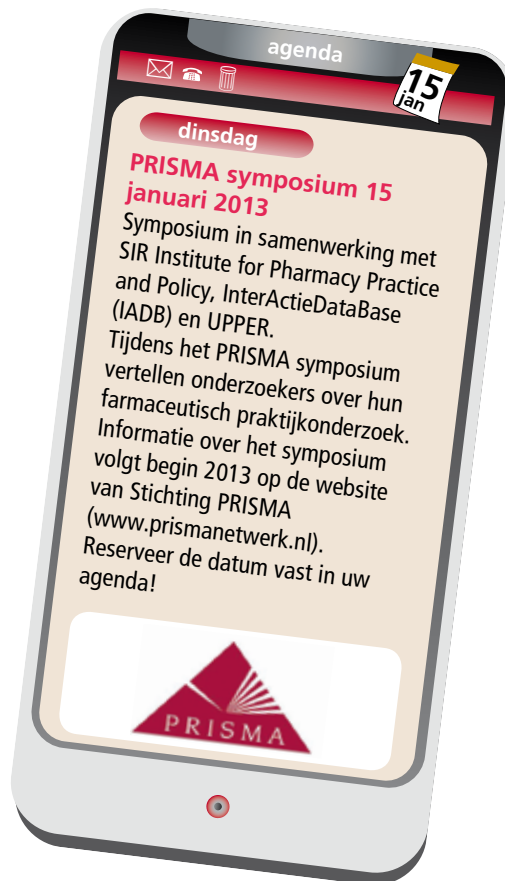 agenda
15
jan
dinsdag
PRISMA symposium 15
januari 2013
Symposium in samenwerking met
SIR Institute for Pharmacy Practice
and Policy, InterActieDataBase
(IADB) en UPPER.
Tijdens het PRISMA symposium
vertellen onderzoekers over hun
farmaceutisch praktijkonderzoek.
Informatie over het symposium
volgt begin 2013 op de website
van Stichting PRISMA
(www.prismanetwerk.nl).
Reserveer de datum vast in uw
agenda!
PRISMA